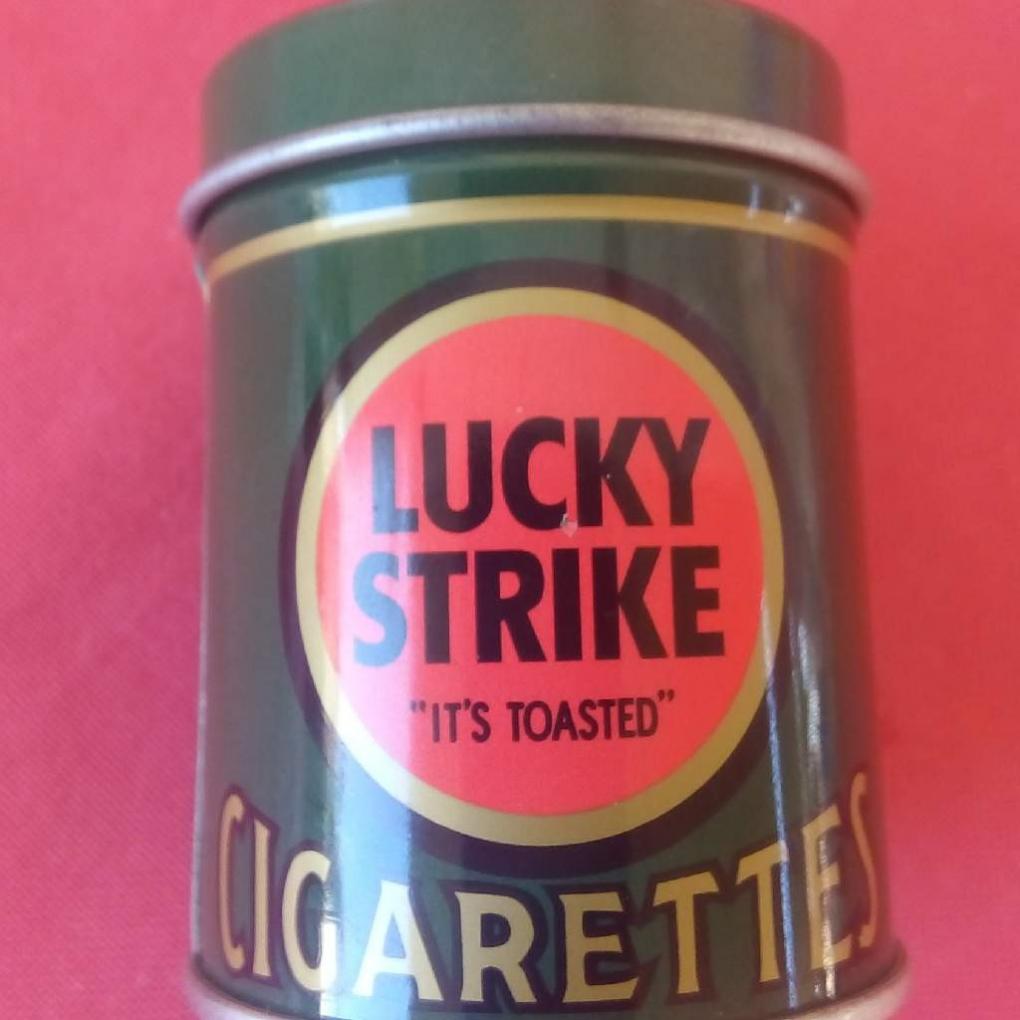 LUCKY
STRIKE
"IT'S TOASTED"
CIGARETTES